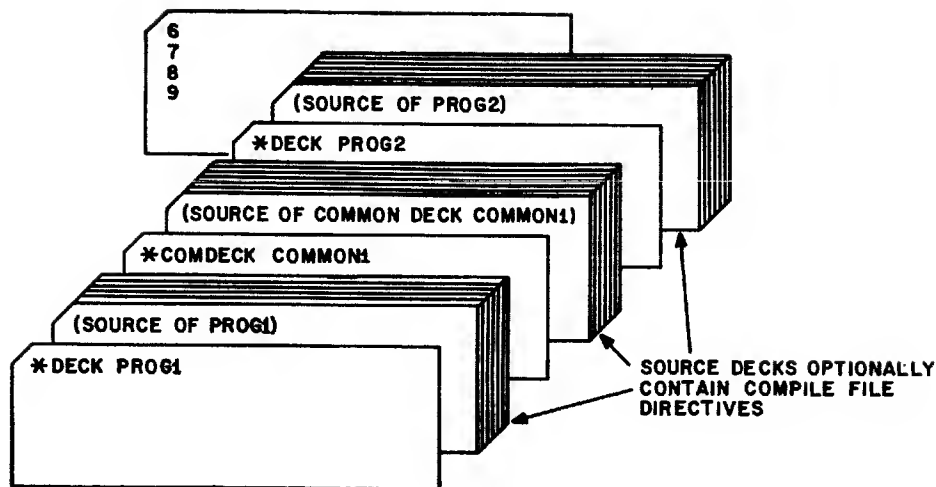 6
7
8
9
(SOURCE OF PROG2)
*DECK PROG2
(SOURCE OF COMMON DECK COMMON1)
*COMDECK COMMON1
(SOURCE OF PROG1)
*DECK PROG1
SOURCE DECKS OPTIONALLY
CONTAIN COMPILE FILE
DIRECTIVES